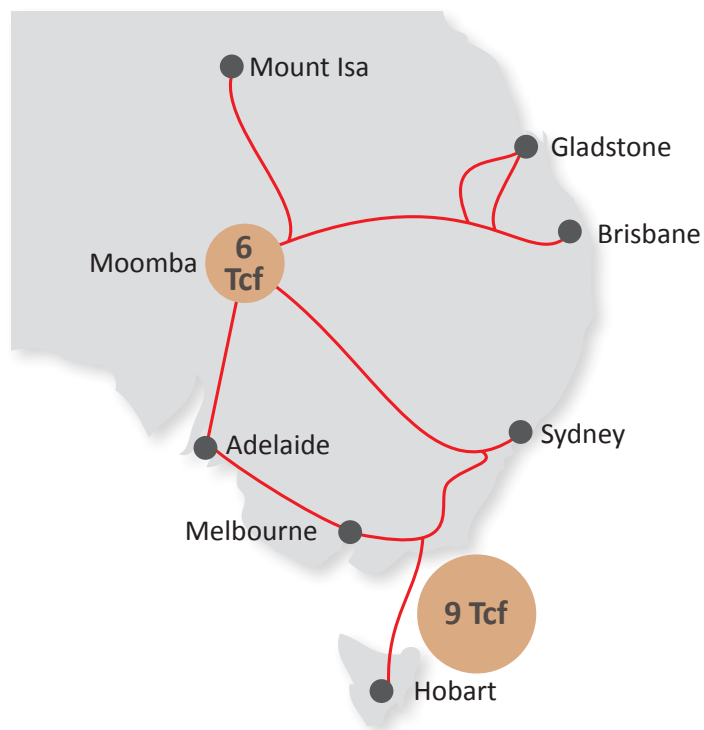 Mount Isa
Gladstone
Brisbane
Moomba
6
Tcf
Sydney
Adelaide
Melbourne
9 Tcf
Hobart